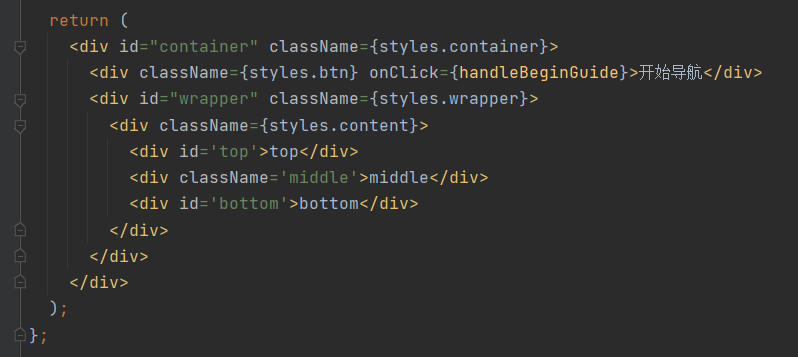 return (
<div id="container" className={styles.container}>
<div className={styles.btn} onClick={handleBeginGuide}>开始导航</div>
<div id="wrapper" className={styles.wrapper}>
<div className={styles.content}>
<div id='top'>top</div>
<div className='middle'>middle</div>
<div id='bottom'>bottom</div>
</div>
</div>
</div>
);
};